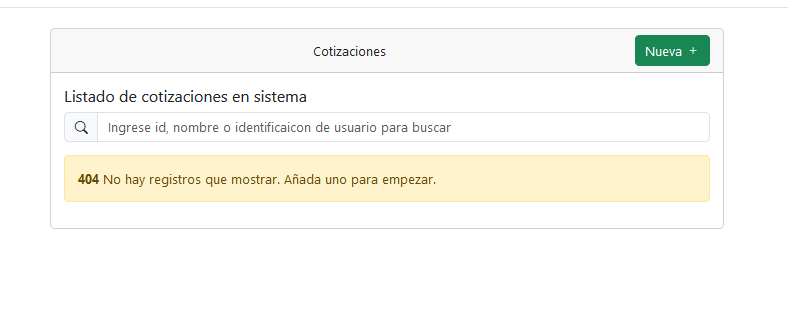 Cotizaciones
Nueva +
Listado de cotizaciones en sistema
Ingrese id, nombre o identificaicon de usuario para buscar
404 No hay registros que mostrar. Añada uno para empezar.